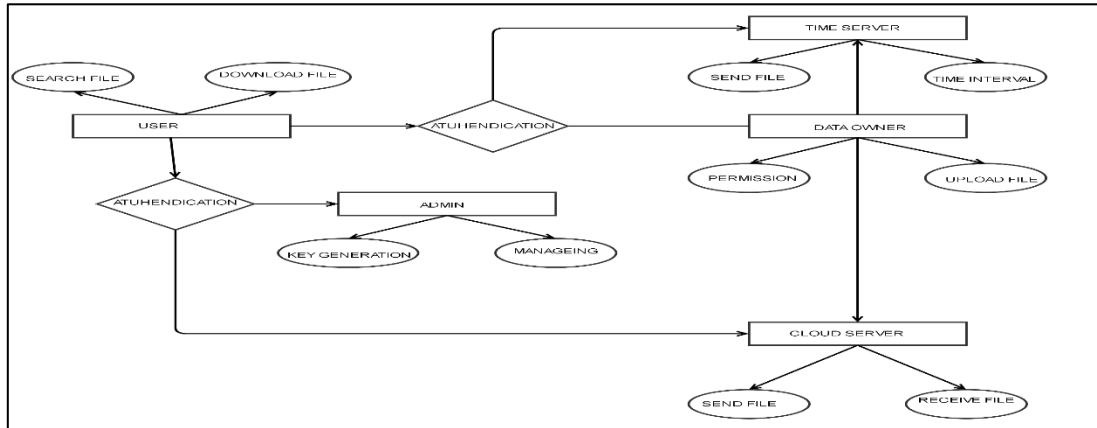 TIME SERVER
SEARCH FILE
DOWNLOAD FILE
SEND FILE
TIME INTERVAL
USER
ATUHENDICATION
DATA OWNER
PERMISSION
UPLOAD FILE
ATUHENDICATION
ADMIN
KEY GENERATION
MANAGEING
CLOUD SERVER
SEND FILE
RECEIVE FILE